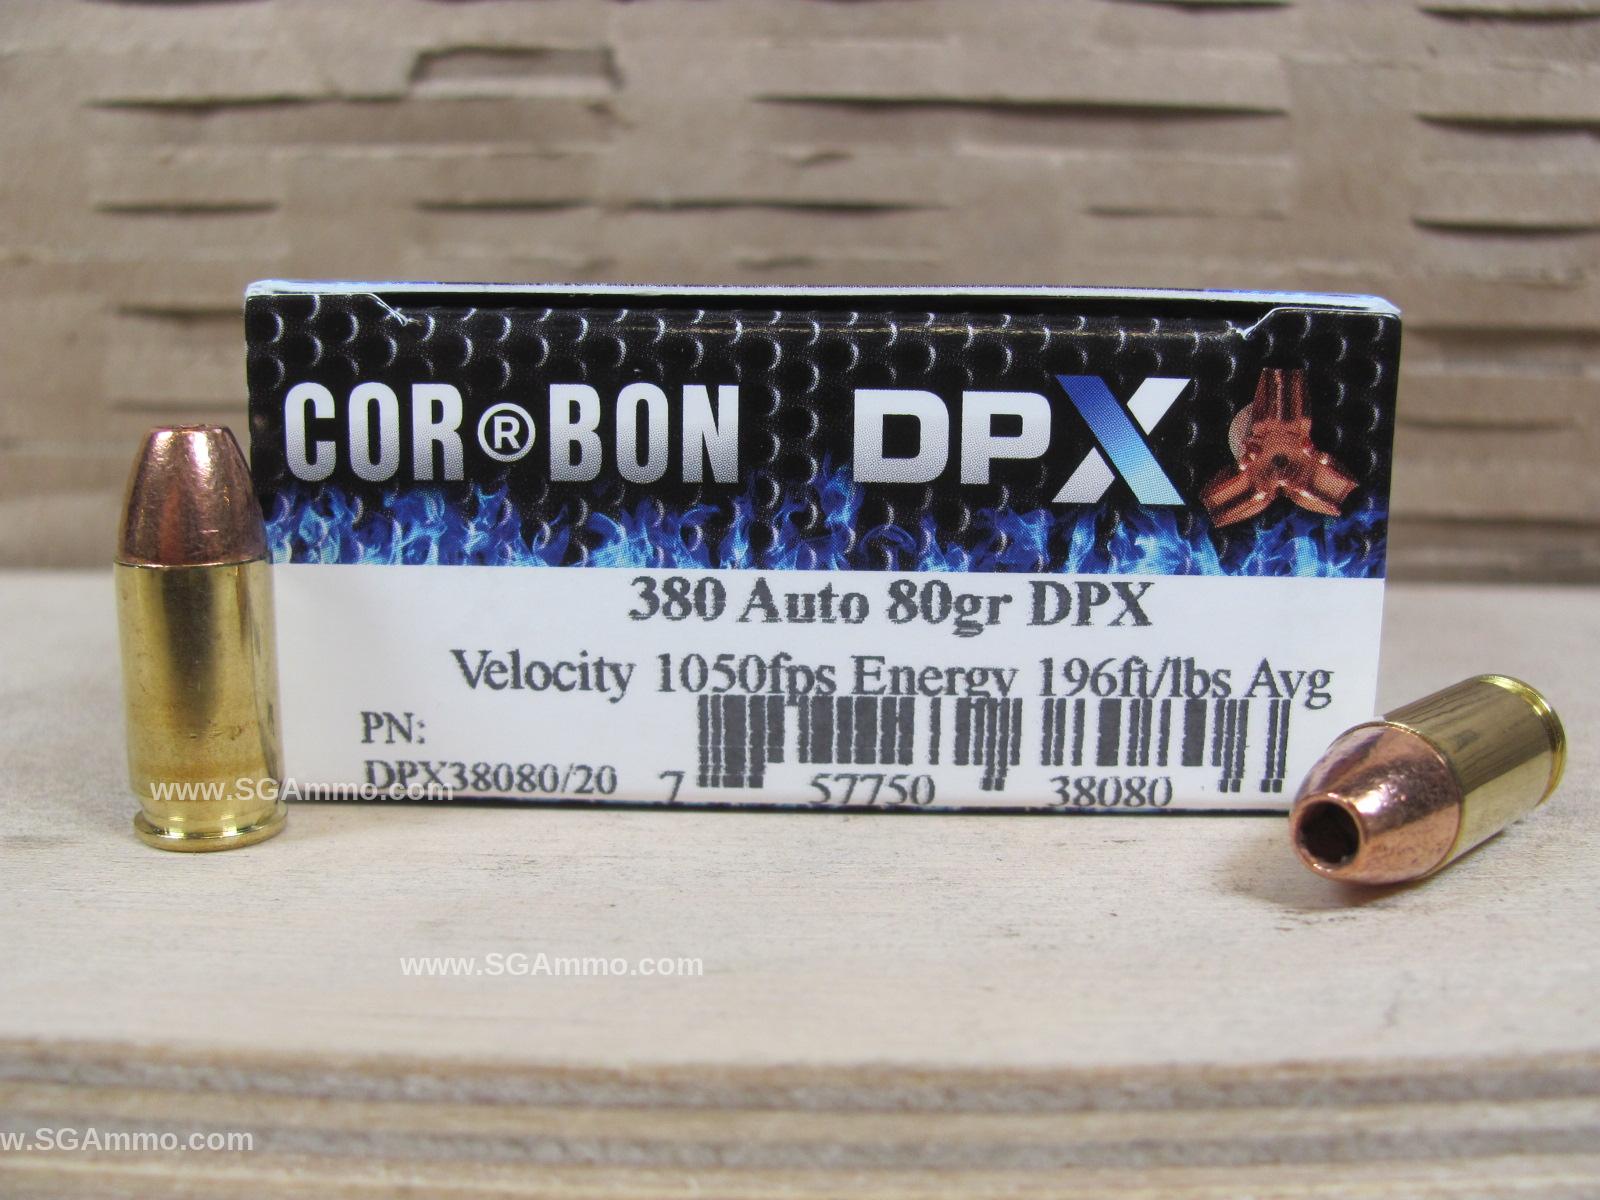 COR®BON DPX
380 Auto 80gr DPX
Velocity 1050fps Energy 196ft/lbs Avg
PN:
DPX38080/20
7 57750 38080
www.SGAmmo.com
www.SGAmmo.com
w.SGAmmo.com